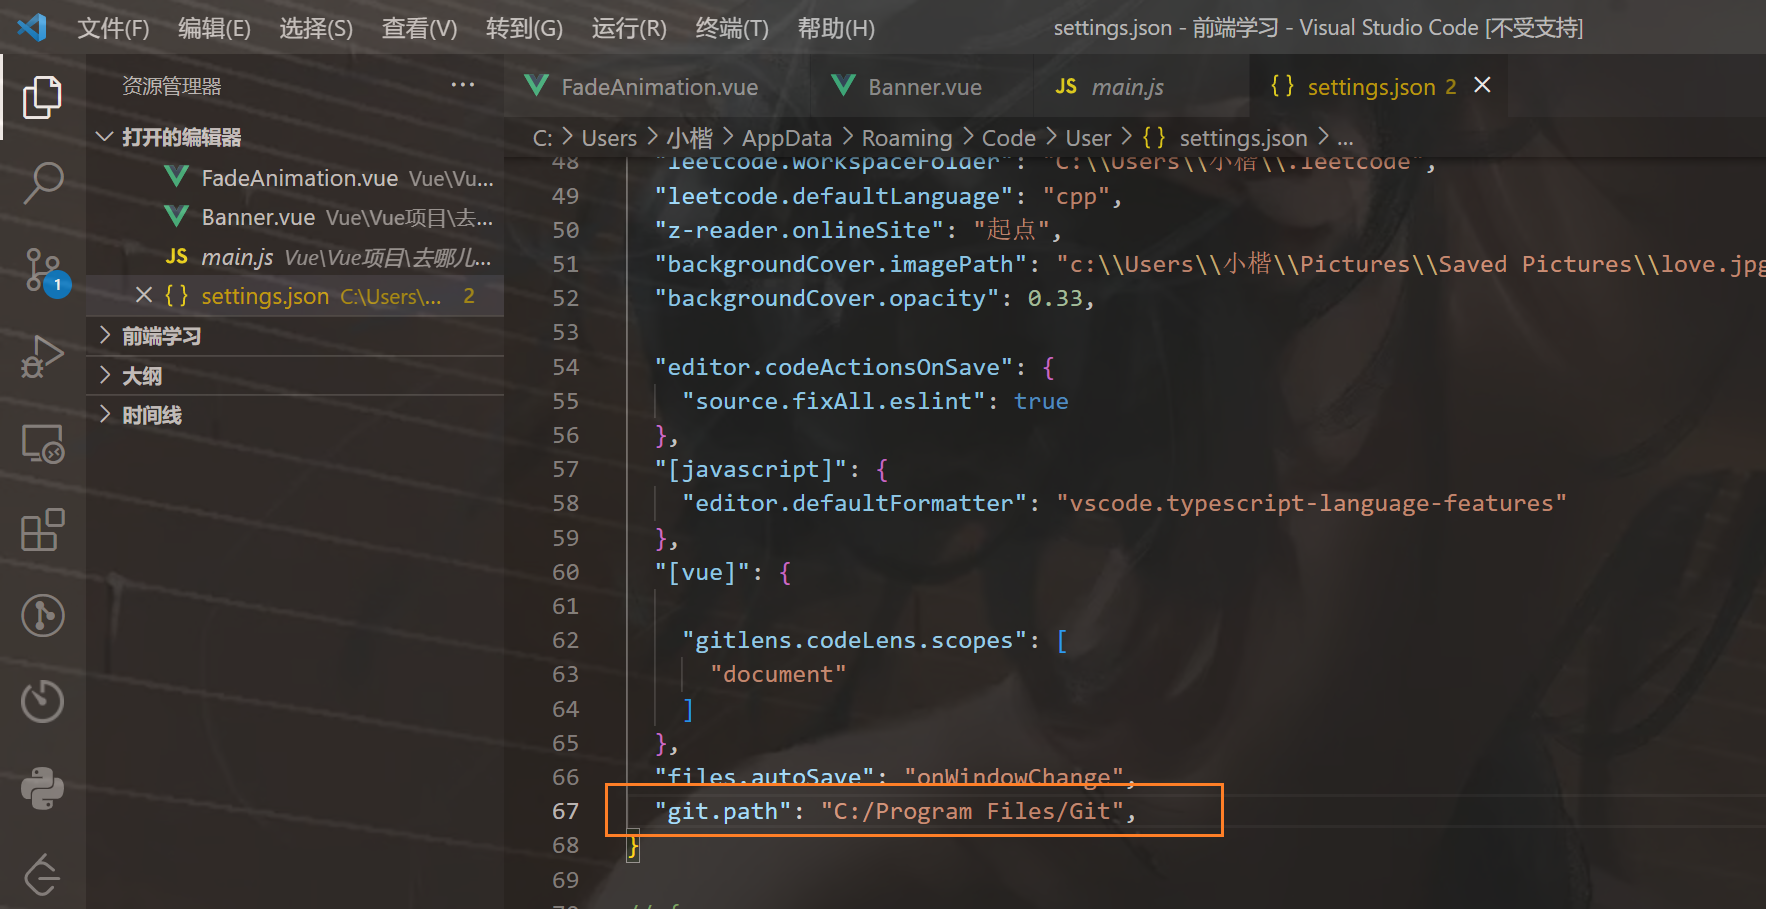 文件(F) 编辑(E) 选择(S) 查看(V) 转到(G) 运行(R) 终端(T) 帮助(H) settings.json - 前端学习 - Visual Studio Code [不受支持]
资源管理器 ...
打开的编辑器
FadeAnimation.vue Vue\Vu...
Banner.vue Vue\Vue项目\去...
JS main.js Vue\Vue项目\去哪儿...
{} settings.json C:\Users\... 2
前端学习
大纲
时间线
1
FadeAnimation.vue Banner.vue JS main.js {} settings.json 2
C: > Users > 小楷 > AppData > Roaming > Code > User > {} settings.json > ...
48 "leetcode.workspaceFolder": "C:\\Users\\小楷\\.leetcode",
49 "leetcode.defaultLanguage": "cpp",
50 "z-reader.onlineSite": "起点",
51 "backgroundCover.imagePath": "c:\\Users\\小楷\\Pictures\\Saved Pictures\\love.jpg
52 "backgroundCover.opacity": 0.33,
53
54 "editor.codeActionsOnSave": {
55 "source.fixAll.eslint": true
56 },
57 "[javascript]": {
58 "editor.defaultFormatter": "vscode.typescript-language-features"
59 },
60 "[vue]": {
61
62 "gitlens.codeLens.scopes": [
63 "document"
64 ]
65 },
66 "files.autoSave": "onWindowChange",
67 "git.path": "C:/Program Files/Git",
68 }
69